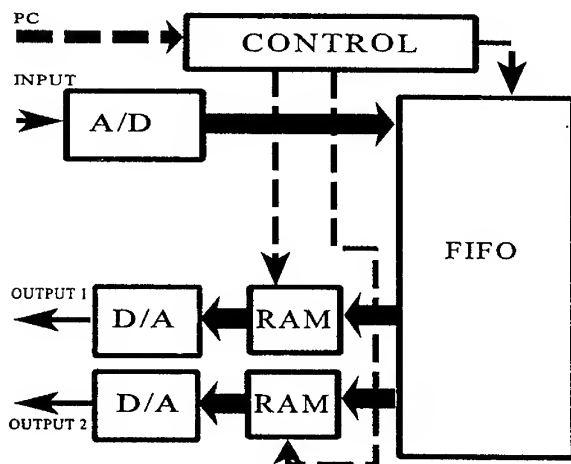 PC
CONTROL
INPUT
A/D
FIFO
OUTPUT 1
D/A
RAM
D/A
RAM
OUTPUT 2